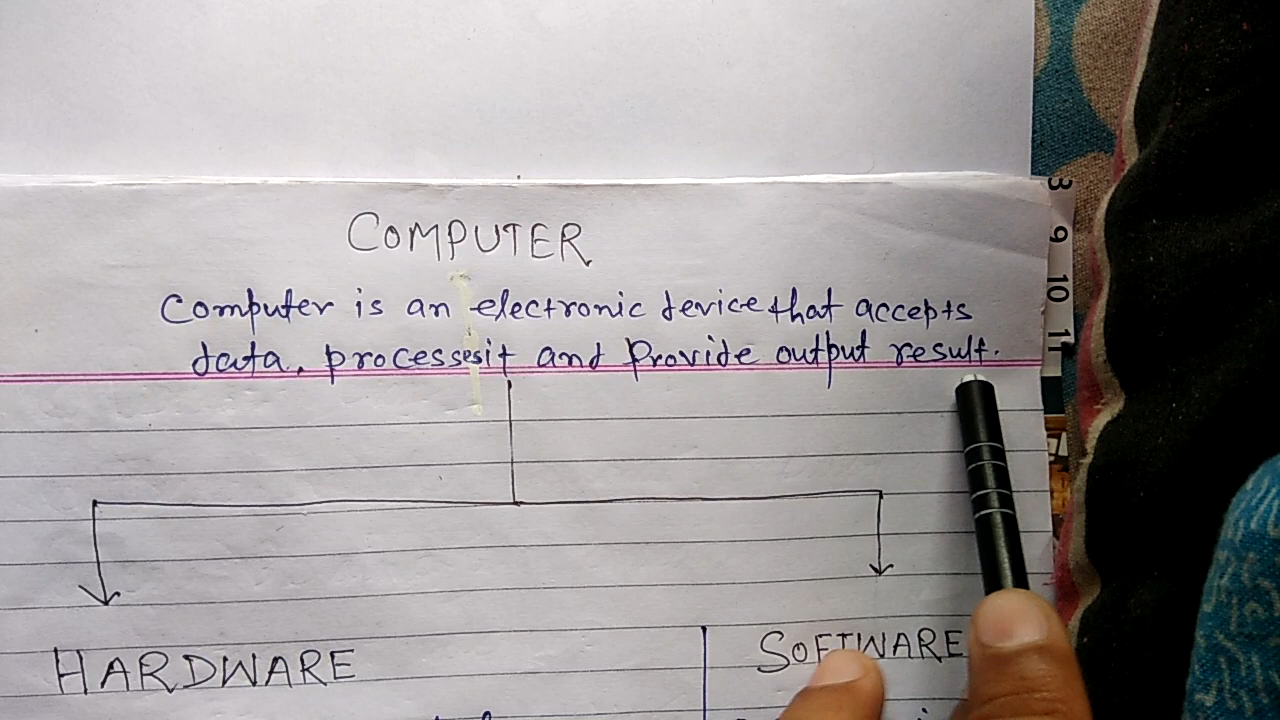 COMPUTER
Computer is an electronic device that accepts
data, processes it and Provide output result.
HARDWARE
SOFTWARE
3
9
10
11